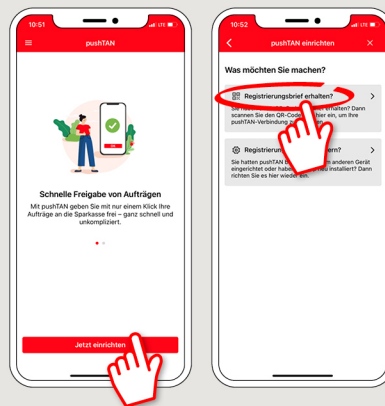 10:51
LTE
pushTAN
Schnelle Freigabe von Aufträgen
Mit pushTAN geben Sie mit nur einem Klick Ihre
Aufträge an die Sparkasse frei – ganz schnell und
unkompliziert.
Jetzt einrichten
10:52
LTE
pushTAN einrichten
Was möchten Sie machen?
Registrierungsbrief erhalten?
erhalten? Dann
scannen Sie den QR-Code hier ein, um Ihre
pushTAN-Verbindung
Sie hatten pushTAN anderen Gerät
eingerichtet oder neu installiert? Dann
richten Sie es hier wieder ein.